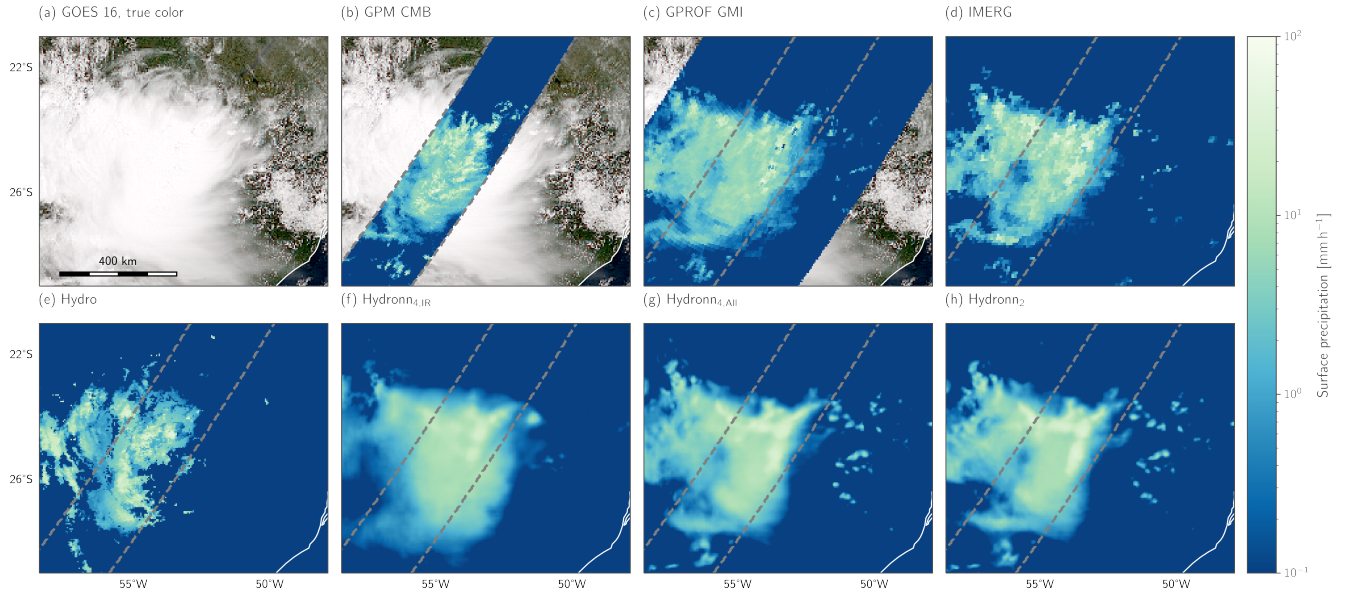 (a) GOES 16, true color
(b) GPM CMB
(c) GPROF GMI
(d) IMERG
22°S
26°S
400 km
(e) Hydro
(f) Hydronn4,IR
(g) Hydronn4,All
(h) Hydronn2
22°S
26°S
55°W
50°W
55°W
50°W
55°W
50°W
55°W
50°W
10²
10¹
10⁰
10⁻¹
Surface precipitation [mm h⁻¹]